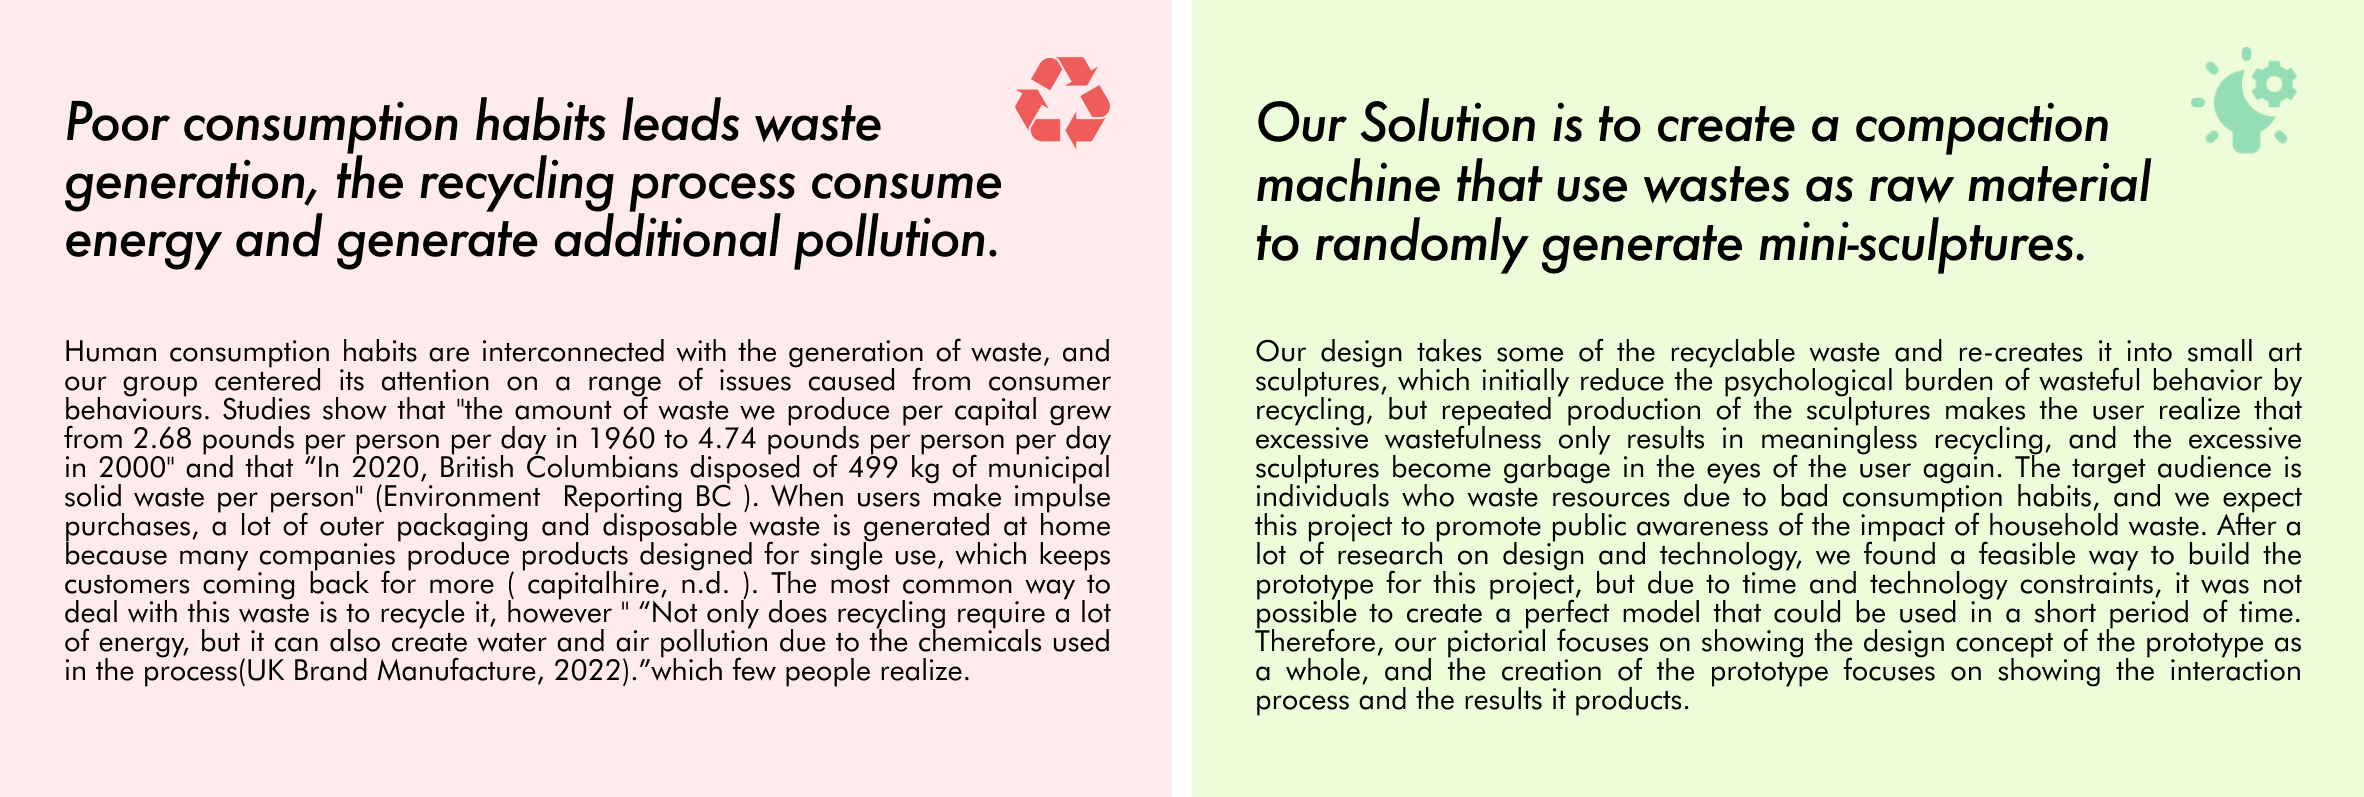 Poor consumption habits leads waste
generation, the recycling process consume
energy and generate additional pollution.
Human consumption habits are interconnected with the generation of waste, and
our group centered its attention on a range of issues caused from consumer
behaviours. Studies show that "the amount of waste we produce per capital grew
from 2.68 pounds per person per day in 1960 to 4.74 pounds per person per day
in 2000" and that “In 2020, British Columbians disposed of 499 kg of municipal
solid waste per person" (Environment  Reporting BC ). When users make impulse
purchases, a lot of outer packaging and disposable waste is generated at home
because many companies produce products designed for single use, which keeps
customers coming back for more ( capitalhire, n.d. ). The most common way to
deal with this waste is to recycle it, however " “Not only does recycling require a lot
of energy, but it can also create water and air pollution due to the chemicals used
in the process(UK Brand Manufacture, 2022).”which few people realize.
Our Solution is to create a compaction
machine that use wastes as raw material
to randomly generate mini-sculptures.
Our design takes some of the recyclable waste and re-creates it into small art
sculptures, which initially reduce the psychological burden of wasteful behavior by
recycling, but repeated production of the sculptures makes the user realize that
excessive wastefulness only results in meaningless recycling, and the excessive
sculptures become garbage in the eyes of the user again. The target audience is
individuals who waste resources due to bad consumption habits, and we expect
this project to promote public awareness of the impact of household waste. After a
lot of research on design and technology, we found a feasible way to build the
prototype for this project, but due to time and technology constraints, it was not
possible to create a perfect model that could be used in a short period of time.
Therefore, our pictorial focuses on showing the design concept of the prototype as
a whole, and the creation of the prototype focuses on showing the interaction
process and the results it products.